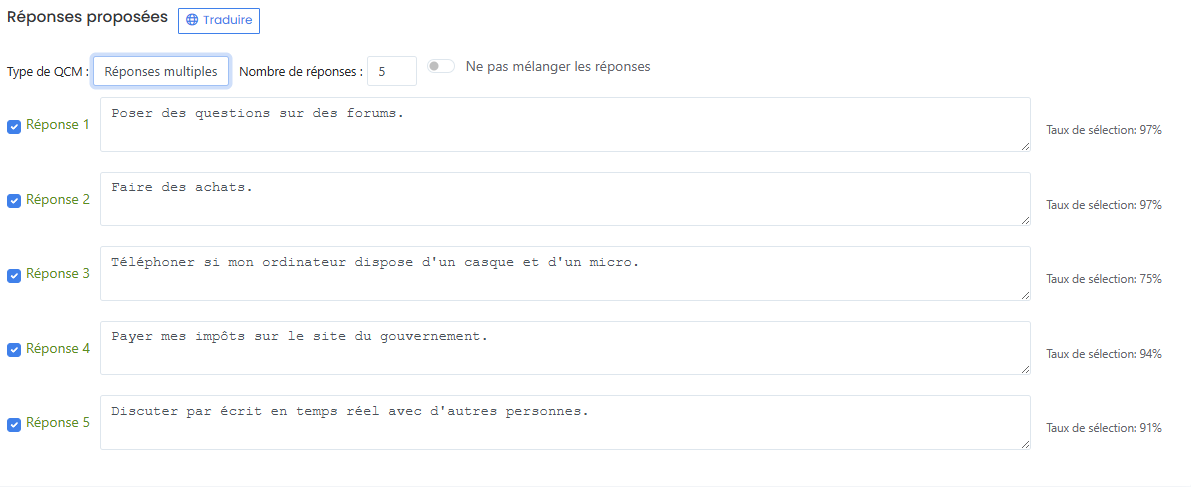 Réponses proposées Traduire
Type de QCM : Réponses multiples Nombre de réponses : 5 Ne pas mélanger les réponses
Réponse 1 Poser des questions sur des forums. Taux de sélection: 97%
Réponse 2 Faire des achats. Taux de sélection: 97%
Réponse 3 Téléphoner si mon ordinateur dispose d'un casque et d'un micro. Taux de sélection: 75%
Réponse 4 Payer mes impôts sur le site du gouvernement. Taux de sélection: 94%
Réponse 5 Discuter par écrit en temps réel avec d'autres personnes. Taux de sélection: 91%